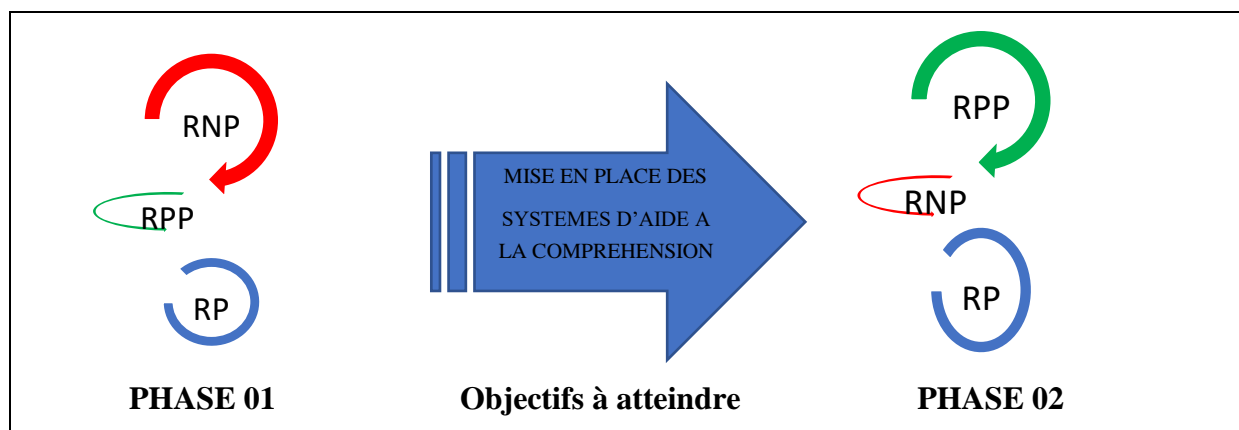 RNP
RPP
RP
PHASE 01
MISE EN PLACE DES
SYSTEMES D’AIDE A
LA COMPREHENSION
Objectifs à atteindre
RPP
RNP
RP
PHASE 02